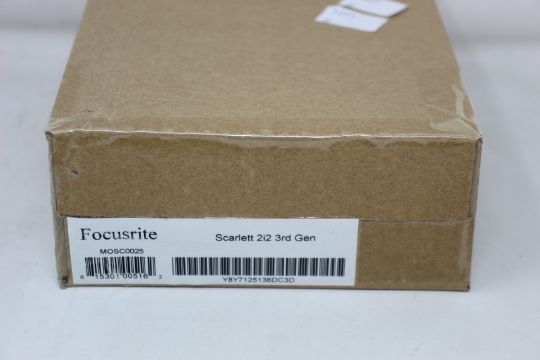 Focusrite
Scarlett 2i2 3rd Gen
MOSC0025
8 15301 00516 2
Y8Y7125136DC3D